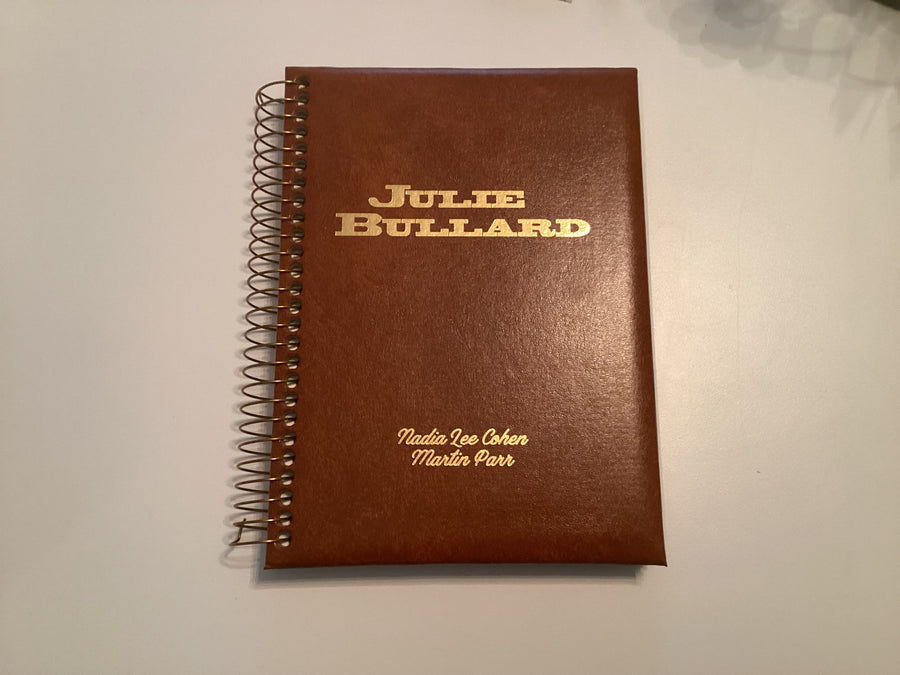 Julie
Bullard
Nadia Lee Cohen
Martin Parr